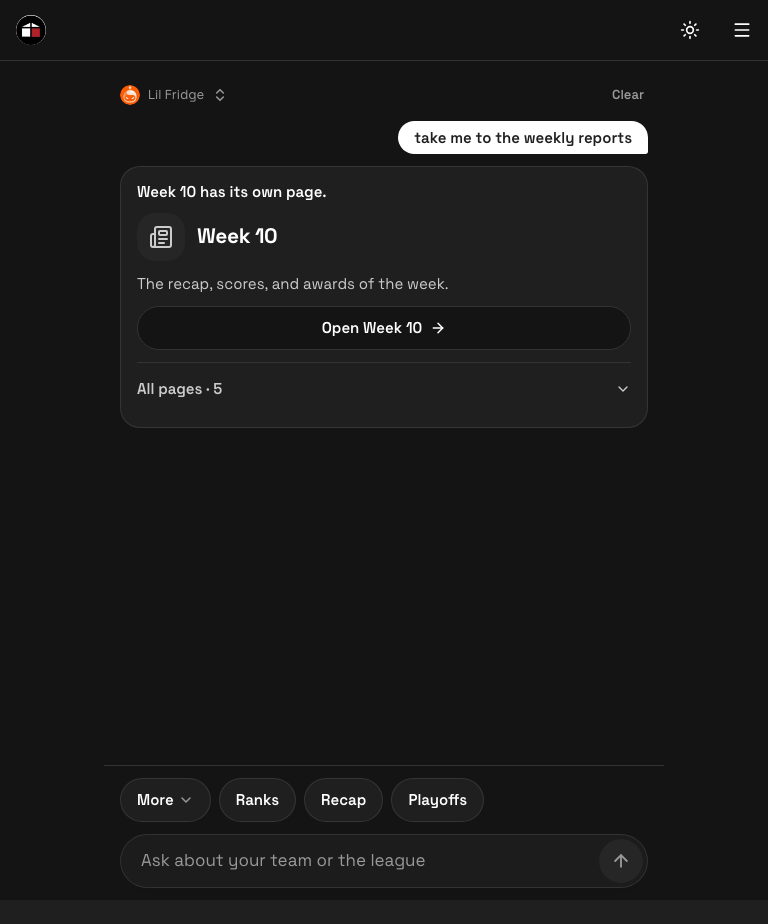 Lil Fridge
Clear
take me to the weekly reports
Week 10 has its own page.
Week 10
The recap, scores, and awards of the week.
Open Week 10
All pages · 5
More
Ranks
Recap
Playoffs
Ask about your team or the league